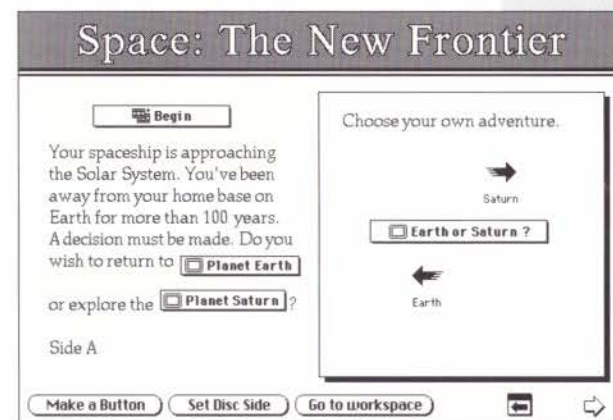 Space: The New Frontier
Begin
Your spaceship is approaching
the Solar System. You've been
away from your home base on
Earth for more than 100 years.
A decision must be made. Do you
wish to return to Planet Earth
or explore the Planet Saturn ?
Side A
Choose your own adventure.
Saturn
Earth or Saturn ?
Earth
Make a Button
Set Disc Side
Go to workspace